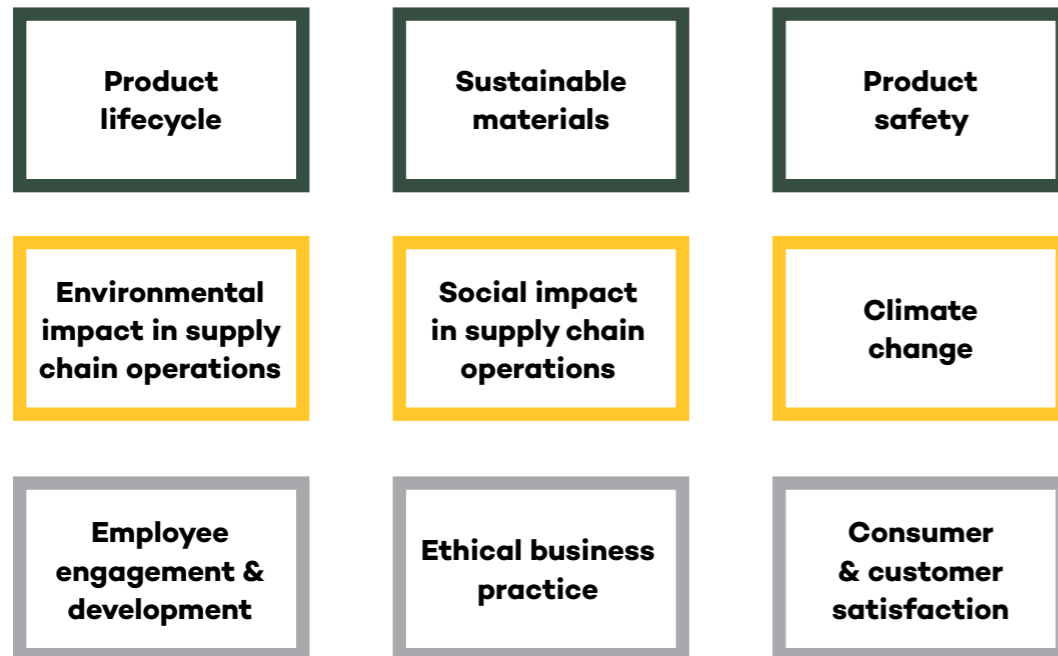 Product
lifecycle
Sustainable
materials
Product
safety
Environmental
impact in supply
chain operations
Social impact
in supply chain
operations
Climate
change
Employee
engagement &
development
Ethical business
practice
Consumer
& customer
satisfaction